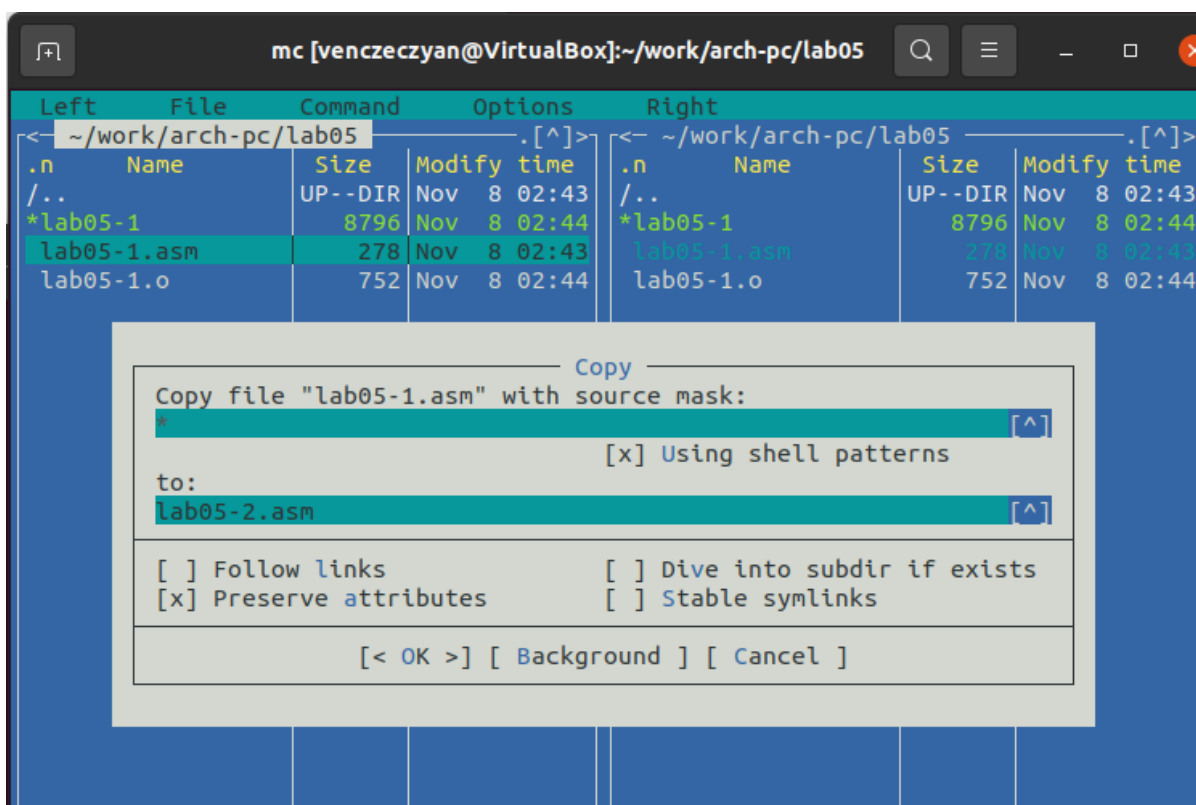 mc [venczeczyan@VirtualBox]:~/work/arch-pc/lab05
Left File Command Options Right
<─ ~/work/arch-pc/lab05 ─.[^]> <─ ~/work/arch-pc/lab05 ─.[^]>
.n Name Size Modify time .n Name Size Modify time
/.. UP--DIR Nov 8 02:43 /.. UP--DIR Nov 8 02:43
*lab05-1 8796 Nov 8 02:44 *lab05-1 8796 Nov 8 02:44
lab05-1.asm 278 Nov 8 02:43 lab05-1.asm 278 Nov 8 02:43
lab05-1.o 752 Nov 8 02:44 lab05-1.o 752 Nov 8 02:44
Copy
Copy file "lab05-1.asm" with source mask:
* [^]
[x] Using shell patterns
to:
lab05-2.asm [^]
[ ] Follow links [ ] Dive into subdir if exists
[x] Preserve attributes [ ] Stable symlinks
[< OK >] [ Background ] [ Cancel ]